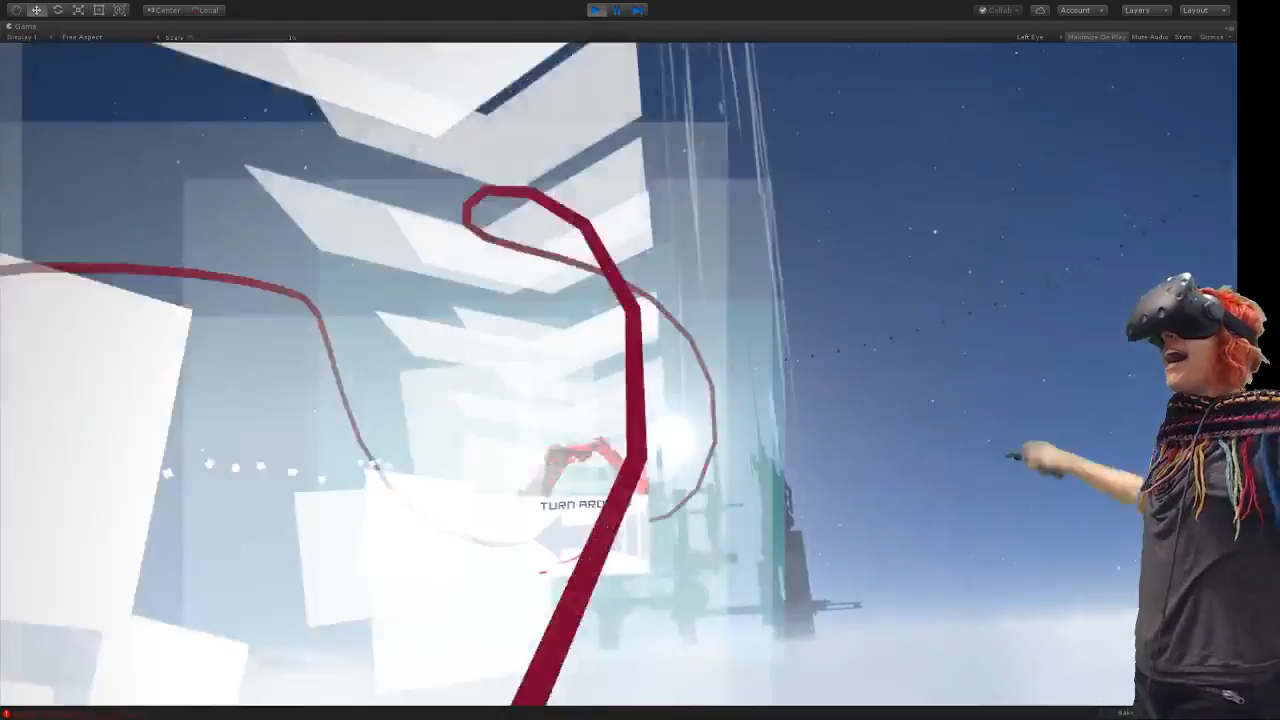 Center Local
Collab Account Layers Layout
Game
Display 1 Free Aspect Scale 1x Left Eye Maximize On Play Mute Audio Stats Gizmos
TURN ARO